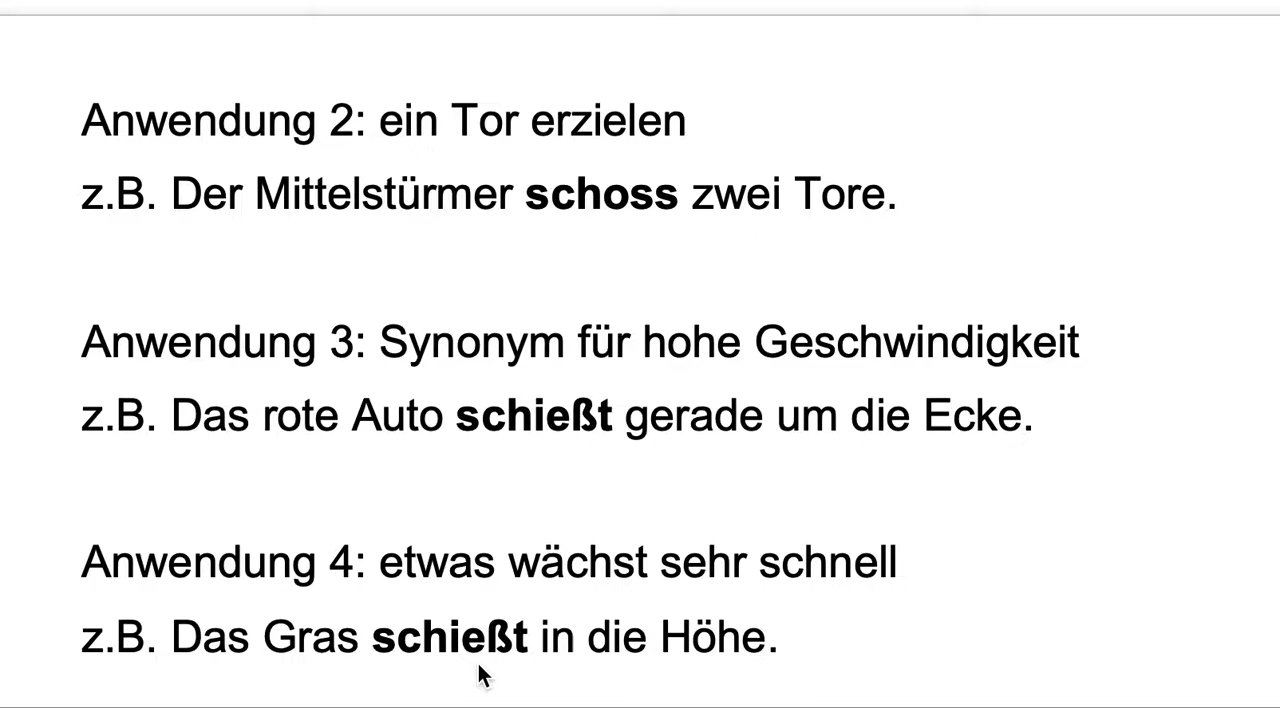 Anwendung 2: ein Tor erzielen
z.B. Der Mittelstürmer schoss zwei Tore.
Anwendung 3: Synonym für hohe Geschwindigkeit
z.B. Das rote Auto schießt gerade um die Ecke.
Anwendung 4: etwas wächst sehr schnell
z.B. Das Gras schießt in die Höhe.